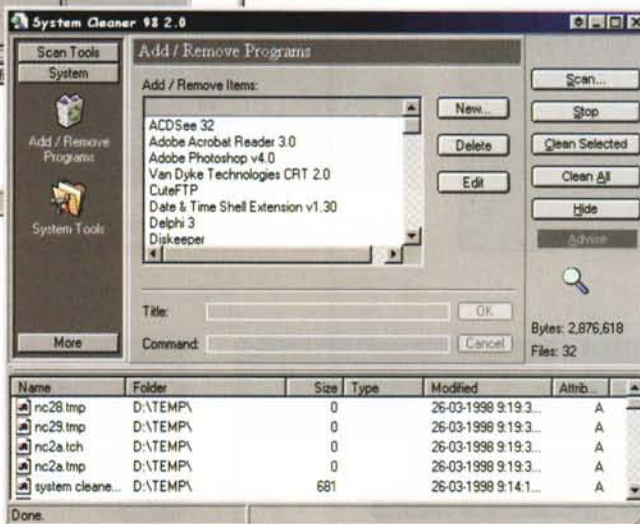 System Cleaner 98 2.0
Scan Tools
System
Add / Remove Programs
System Tools
More
Add / Remove Programs
Add / Remove Items:
ACDSee 32
Adobe Acrobat Reader 3.0
Adobe Photoshop v4.0
Van Dyke Technologies CRT 2.0
CuteFTP
Date & Time Shell Extension v1.30
Delphi 3
Diskeeper
New...
Delete
Edit
Title:
OK
Command:
Cancel
Scan...
Stop
Clean Selected
Clean All
Hide
Advise
Bytes: 2,876,618
Files: 32
Name Folder Size Type Modified Attrib...
nc28.tmp D:\TEMP\ 0 26-03-1998 9:19:3... A
nc29.tmp D:\TEMP\ 0 26-03-1998 9:19:3... A
nc2a.tch D:\TEMP\ 0 26-03-1998 9:19:3... A
nc2a.tmp D:\TEMP\ 0 26-03-1998 9:19:3... A
system cleane... D:\TEMP\ 681 26-03-1998 9:14:1... A
Done.